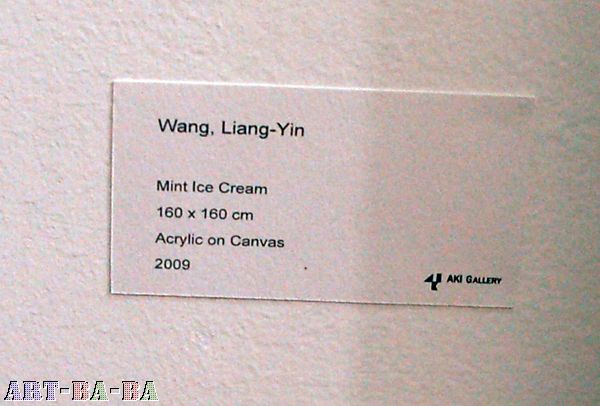 Wang, Liang-Yin
Mint Ice Cream
160 x 160 cm
Acrylic on Canvas
2009
AKI GALLERY
ART-BA-BA